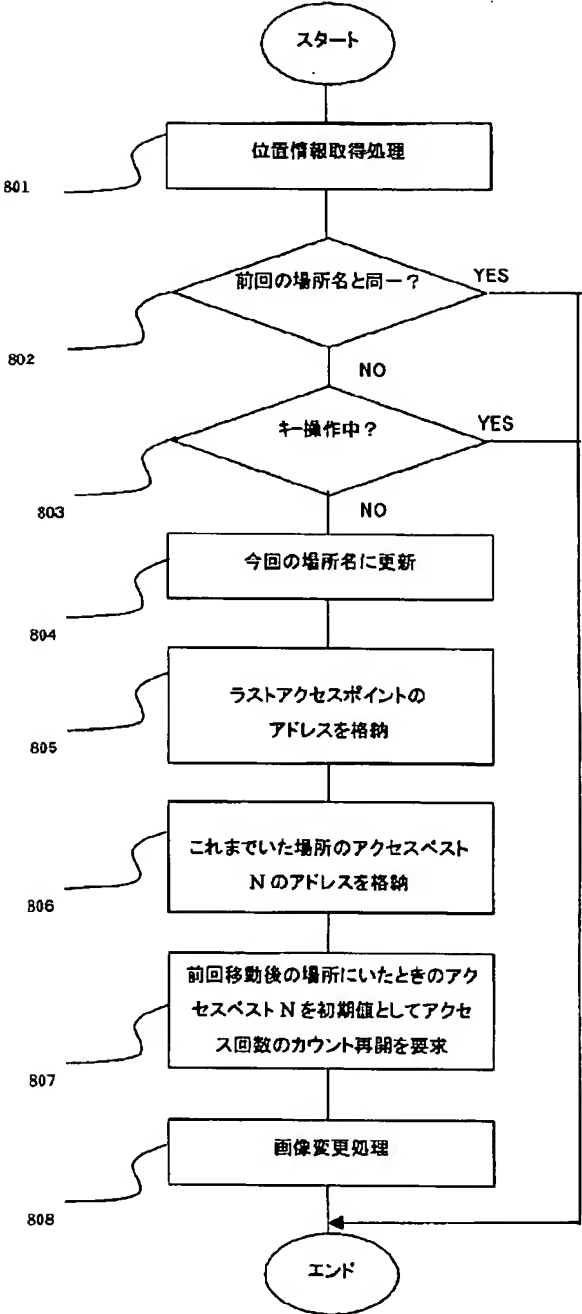 スタート
801
位置情報取得処理
802
前回の場所名と同一？
YES
NO
803
キー操作中？
YES
NO
804
今回の場所名に更新
805
ラストアクセスポイントの
アドレスを格納
806
これまでいた場所のアクセスベスト
N のアドレスを格納
807
前回移動後の場所にいたときのアク
セスベスト N を初期値としてアクセ
ス回数のカウント再開を要求
808
画像変更処理
エンド